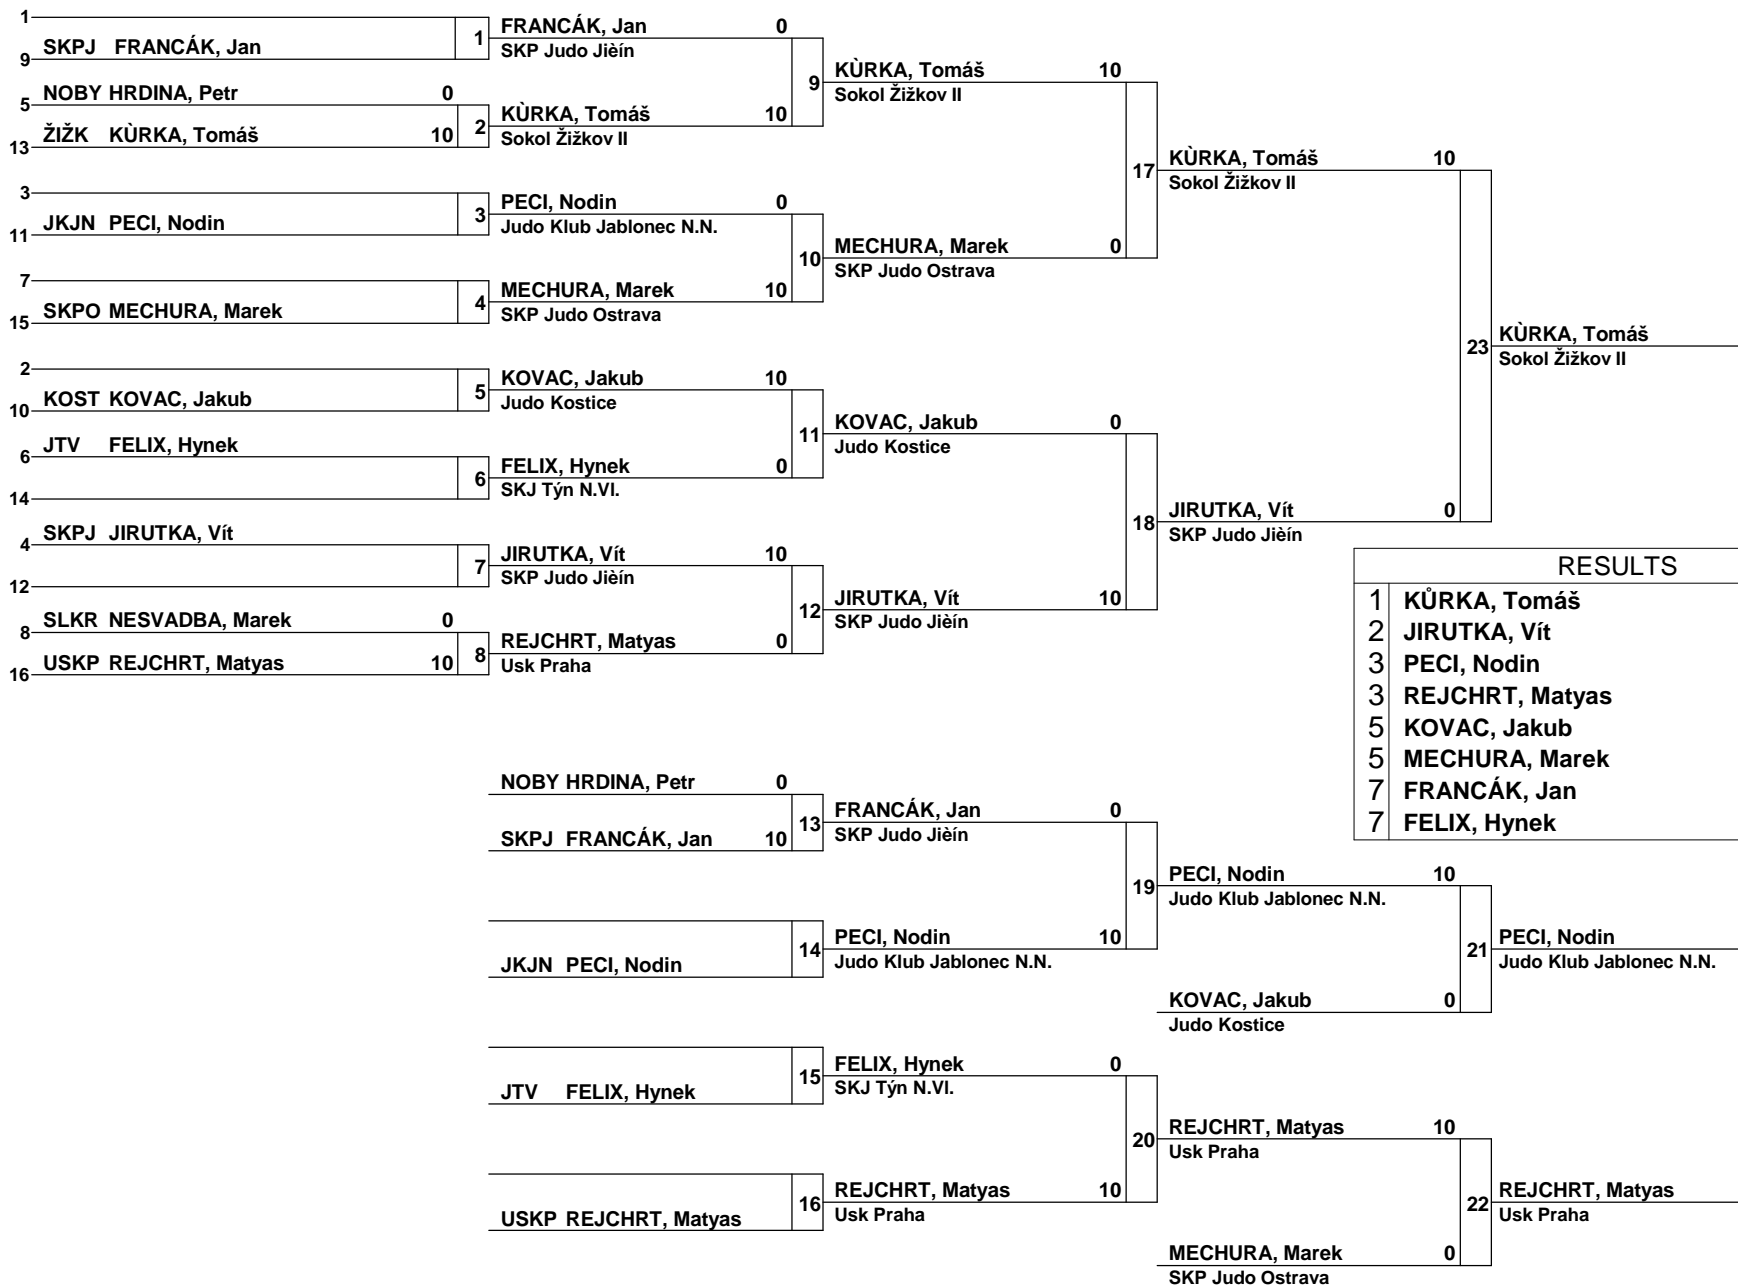 1
SKPJ FRANCÁK, Jan
9
1
FRANCÁK, Jan 0
SKP Judo Jièín
NOBY HRDINA, Petr 0
5
ŽIŽK KÙRKA, Tomáš 10
13
2
KÙRKA, Tomáš 10
Sokol Žižkov II
9
KÙRKA, Tomáš 10
Sokol Žižkov II
3
JKJN PECI, Nodin
11
3
PECI, Nodin 0
Judo Klub Jablonec N.N.
7
SKPO MECHURA, Marek
15
4
MECHURA, Marek 10
SKP Judo Ostrava
10
MECHURA, Marek 0
SKP Judo Ostrava
17
KÙRKA, Tomáš 10
Sokol Žižkov II
2
KOST KOVAC, Jakub
10
5
KOVAC, Jakub 10
Judo Kostice
JTV FELIX, Hynek
6
14
6
FELIX, Hynek 0
SKJ Týn N.Vl.
11
KOVAC, Jakub 0
Judo Kostice
SKPJ JIRUTKA, Vít
4
12
7
JIRUTKA, Vít 10
SKP Judo Jièín
SLKR NESVADBA, Marek 0
8
USKP REJCHRT, Matyas 10
16
8
REJCHRT, Matyas 0
Usk Praha
12
JIRUTKA, Vít 10
SKP Judo Jièín
18
JIRUTKA, Vít 0
SKP Judo Jièín
23
KÙRKA, Tomáš
Sokol Žižkov II
RESULTS
1 KŮRKA, Tomáš
2 JIRUTKA, Vít
3 PECI, Nodin
3 REJCHRT, Matyas
5 KOVAC, Jakub
5 MECHURA, Marek
7 FRANCÁK, Jan
7 FELIX, Hynek
NOBY HRDINA, Petr 0
SKPJ FRANCÁK, Jan 10
13
FRANCÁK, Jan 0
SKP Judo Jièín
JKJN PECI, Nodin
14
PECI, Nodin 10
Judo Klub Jablonec N.N.
19
PECI, Nodin 10
Judo Klub Jablonec N.N.
KOVAC, Jakub 0
Judo Kostice
21
PECI, Nodin
Judo Klub Jablonec N.N.
JTV FELIX, Hynek
15
FELIX, Hynek 0
SKJ Týn N.Vl.
USKP REJCHRT, Matyas
16
REJCHRT, Matyas 10
Usk Praha
20
REJCHRT, Matyas 10
Usk Praha
MECHURA, Marek 0
SKP Judo Ostrava
22
REJCHRT, Matyas
Usk Praha